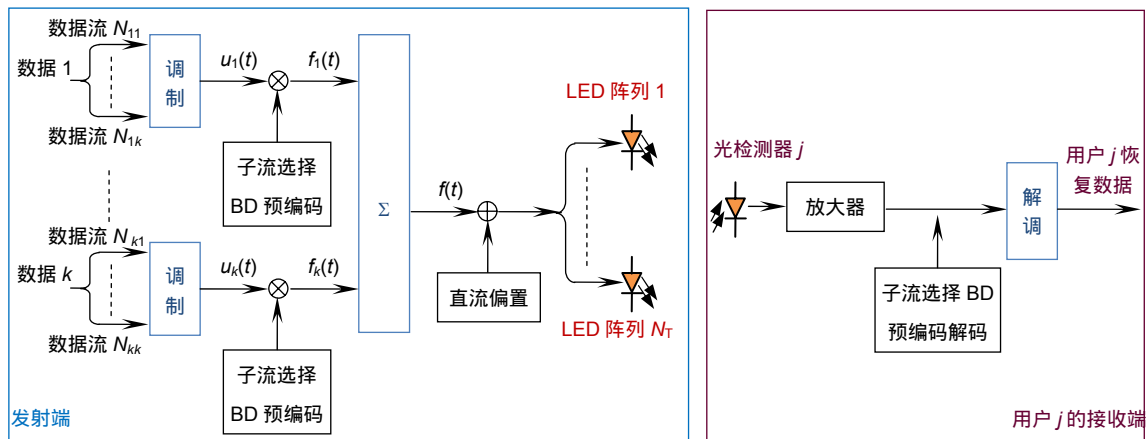 数据流 N11
数据 1
数据流 N1k
调制
u1(t)
f1(t)
子流选择
BD 预编码
数据流 Nk1
数据 k
数据流 Nkk
调制
uk(t)
fk(t)
子流选择
BD 预编码
Σ
f(t)
直流偏置
LED 阵列 1
LED 阵列 NT
发射端
光检测器 j
放大器
子流选择 BD
预编码解码
解调
用户 j 恢
复数据
用户 j 的接收端